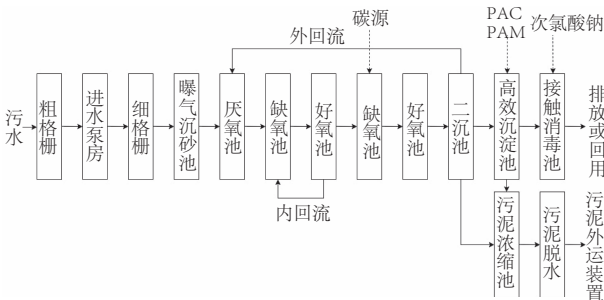 碳源
PAC
PAM
次氯酸钠
外回流
污水
粗格栅
进水泵房
细格栅
曝气沉砂池
厌氧池
缺氧池
好氧池
缺氧池
好氧池
二沉池
高效沉淀池
接触消毒池
排放或回用
内回流
污泥浓缩池
污泥脱水
污泥外运装置